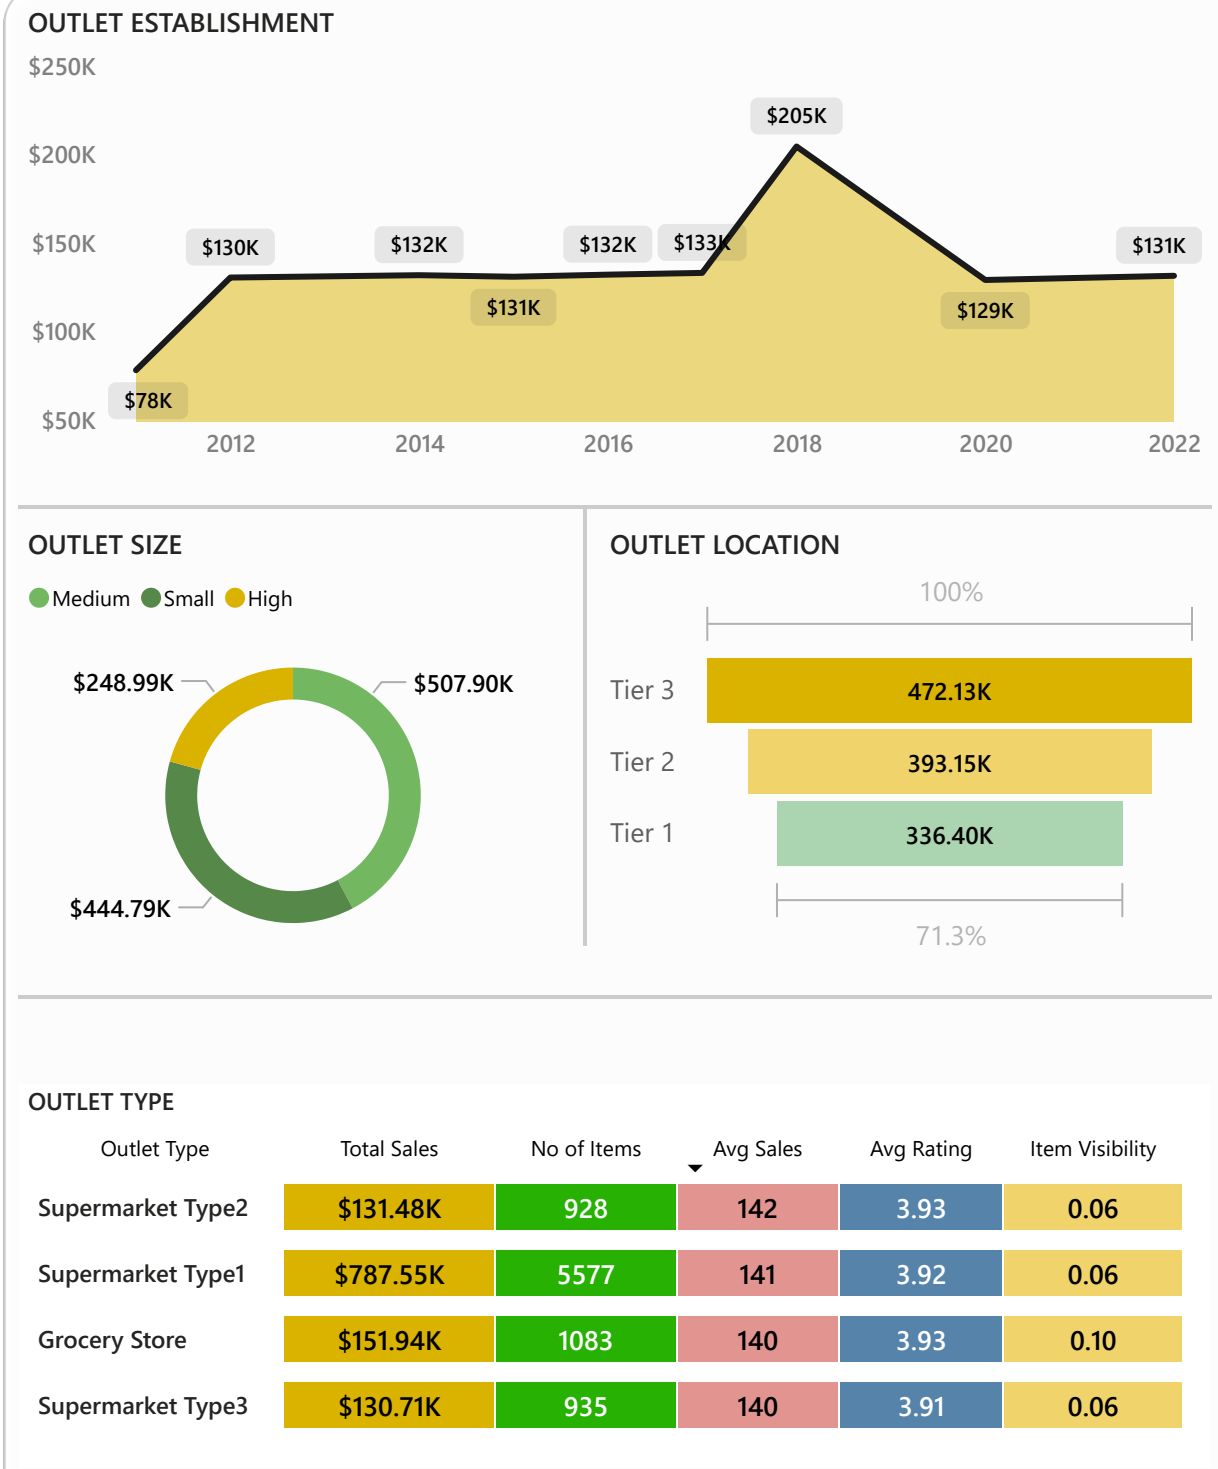 OUTLET ESTABLISHMENT
$250K
$200K
$150K
$100K
$50K
$78K
$130K
$132K
$131K
$132K
$133K
$205K
$129K
$131K
2012 2014 2016 2018 2020 2022
OUTLET SIZE
Medium Small High
$248.99K $507.90K
$444.79K
OUTLET LOCATION
100%
Tier 3 472.13K
Tier 2 393.15K
Tier 1 336.40K
71.3%
OUTLET TYPE
Outlet Type Total Sales No of Items Avg Sales Avg Rating Item Visibility
Supermarket Type2 $131.48K 928 142 3.93 0.06
Supermarket Type1 $787.55K 5577 141 3.92 0.06
Grocery Store $151.94K 1083 140 3.93 0.10
Supermarket Type3 $130.71K 935 140 3.91 0.06